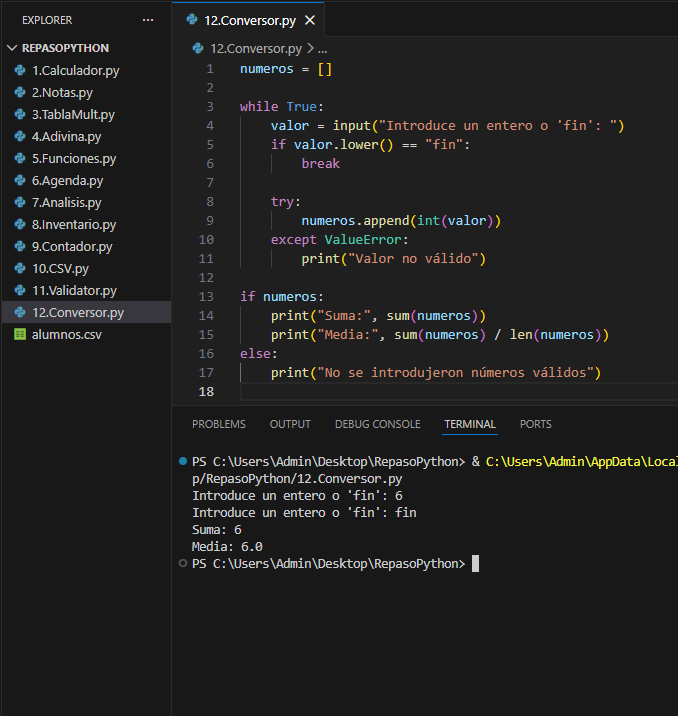 EXPLORER
···
REPASOPYTHON
1.Calculador.py
2.Notas.py
3.TablaMult.py
4.Adivina.py
5.Funciones.py
6.Agenda.py
7.Analisis.py
8.Inventario.py
9.Contador.py
10.CSV.py
11.Validator.py
12.Conversor.py
alumnos.csv
12.Conversor.py
12.Conversor.py > ...
1 numeros = []
2
3 while True:
4     valor = input("Introduce un entero o 'fin': ")
5     if valor.lower() == "fin":
6         break
7
8     try:
9         numeros.append(int(valor))
10     except ValueError:
11         print("Valor no válido")
12
13 if numeros:
14     print("Suma:", sum(numeros))
15     print("Media:", sum(numeros) / len(numeros))
16 else:
17     print("No se introdujeron números válidos")
18
PROBLEMS OUTPUT DEBUG CONSOLE TERMINAL PORTS
PS C:\Users\Admin\Desktop\RepasoPython> & C:\Users\Admin\AppData\Loca
p/RepasoPython/12.Conversor.py
Introduce un entero o 'fin': 6
Introduce un entero o 'fin': fin
Suma: 6
Media: 6.0
PS C:\Users\Admin\Desktop\RepasoPython>